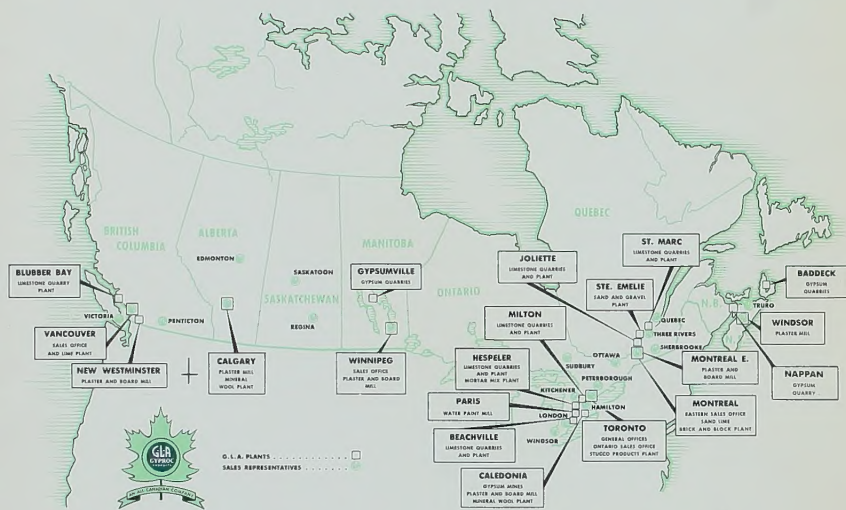 BRITISH
COLUMBIA
ALBERTA
SASKATCHEWAN
MANITOBA
ONTARIO
QUEBEC
N.B.
BLUBBER BAY
LIMESTONE QUARRY
PLANT
VICTORIA
VANCOUVER
SALES OFFICE
AND LIME PLANT
NEW WESTMINSTER
PLASTER AND BOARD MILL
PENTICTON
EDMONTON
CALGARY
PLASTER MILL
MINERAL
WOOL PLANT
SASKATOON
REGINA
GYPSUMVILLE
GYPSUM QUARRIES
WINNIPEG
SALES OFFICE
PLASTER AND BOARD
MILL
JOLIETTE
LIMESTONE QUARRIES
AND PLANT
ST. MARC
LIMESTONE QUARRIES
AND PLANT
STE. EMELIE
SAND AND GRAVEL
PLANT
MILTON
LIMESTONE QUARRIES
AND PLANT
HESPELER
LIMESTONE QUARRIES
AND PLANT
MORTAR MIX PLANT
KITCHENER
PARIS
WATER PAINT MILL
LONDON
BEACHVILLE
LIMESTONE QUARRIES
AND PLANT
WINDSOR
CALEDONIA
GYPSUM MINES
PLASTER AND BOARD MILL
MINERAL WOOL PLANT
HAMILTON
TORONTO
GENERAL OFFICES
ONTARIO SALES OFFICE
STUCCO PRODUCTS PLANT
SUDBURY
OTTAWA
PETERBOROUGH
QUEBEC
THREE RIVERS
SHERBROOKE
MONTREAL E.
PLASTER AND
BOARD MILL
MONTREAL
EASTERN SALES OFFICE
SAND LIME
BRICK AND BLOCK PLANT
BADDECK
GYPSUM
QUARRIES
TRURO
WINDSOR
PLASTER MILL
NAPPAN
GYPSUM
QUARRY
G.L.A. PLANTS
SALES REPRESENTATIVES
GLA
GYPROC
PRODUCTS
AN ALL CANADIAN COMPANY